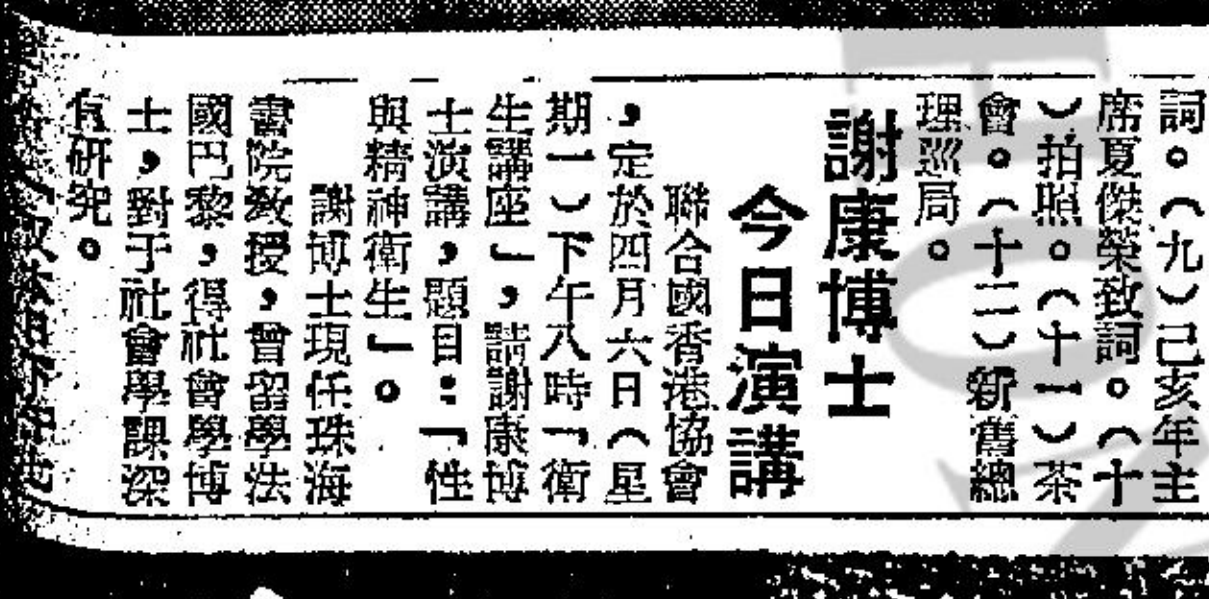 詞。(九)己亥年主
席夏傑榮致詞。(十
)拍照。(十一)茶
會。(十二)新舊總
理巡局。
謝康博士
今日演講
聯合國香港協會
,定於四月六日(星
期一)下午八時「衛
生講座」,請謝康博
士演講,題目:「性
與精神衛生」。
謝博士現任珠海
書院教授,曾留學法
國巴黎,得社會學博
士,對于社會學課深
有研究。